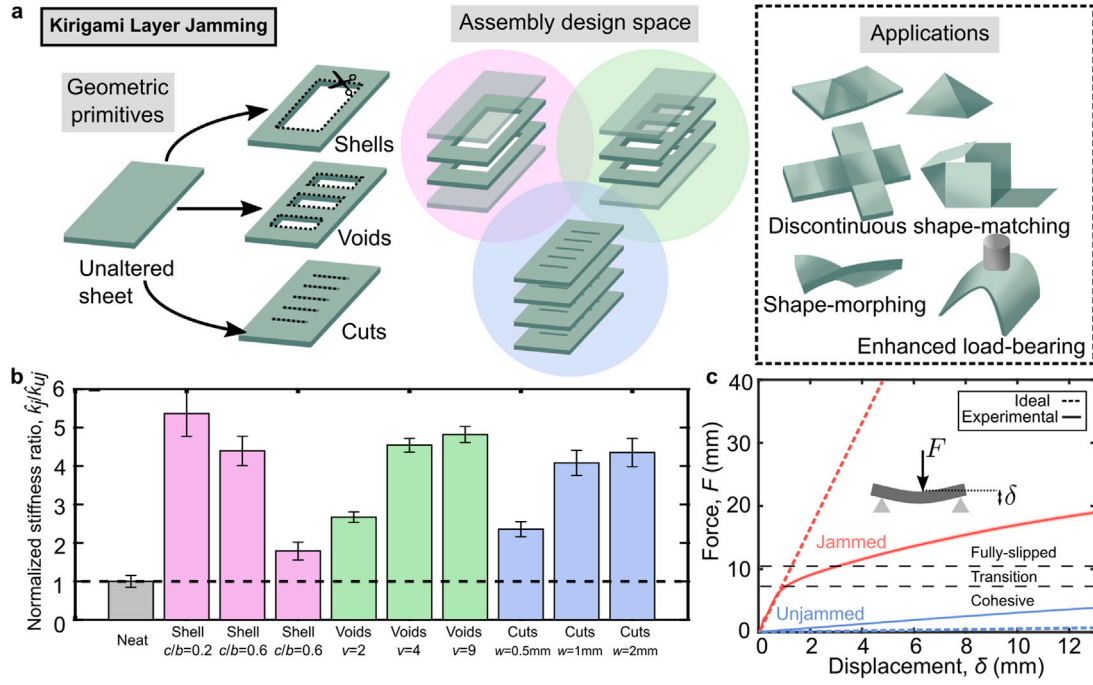 a
Kirigami Layer Jamming
Assembly design space
Applications
Geometric
primitives
Shells
Voids
Unaltered
sheet
Cuts
Discontinuous shape-matching
Shape-morphing
Enhanced load-bearing
b
Normalized stiffness ratio, k̂j/k̂uj
6
5
4
3
2
1
0
Neat
Shell
c/b=0.2
Shell
c/b=0.6
Shell
c/b=0.6
Voids
v=2
Voids
v=4
Voids
v=9
Cuts
w=0.5mm
Cuts
w=1mm
Cuts
w=2mm
c
Force, F (mm)
40
30
20
10
0
Ideal
Experimental
F
δ
Jammed
Fully-slipped
Transition
Cohesive
Unjammed
0
2
4
6
8
10
12
Displacement, δ (mm)